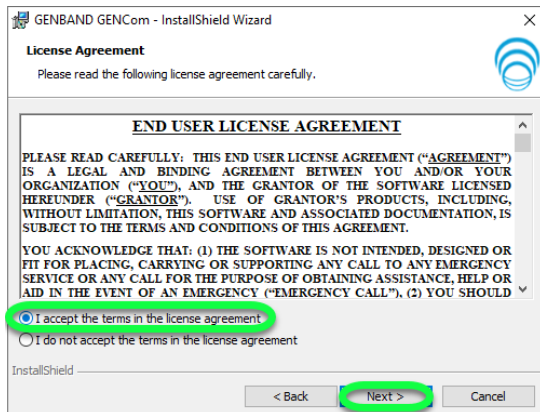 GENBAND GENCom - InstallShield Wizard
License Agreement
Please read the following license agreement carefully.
END USER LICENSE AGREEMENT
PLEASE READ CAREFULLY: THIS END USER LICENSE AGREEMENT (“AGREEMENT”)
IS A LEGAL AND BINDING AGREEMENT BETWEEN YOU AND/OR YOUR
ORGANIZATION (“YOU”), AND THE GRANTOR OF THE SOFTWARE LICENSED
HEREUNDER (“GRANTOR”). USE OF GRANTOR’S PRODUCTS, INCLUDING,
WITHOUT LIMITATION, THIS SOFTWARE AND ASSOCIATED DOCUMENTATION, IS
SUBJECT TO THE TERMS AND CONDITIONS OF THIS AGREEMENT.
YOU ACKNOWLEDGE THAT: (1) THE SOFTWARE IS NOT INTENDED, DESIGNED OR
FIT FOR PLACING, CARRYING OR SUPPORTING ANY CALL TO ANY EMERGENCY
SERVICE OR ANY CALL FOR THE PURPOSE OF OBTAINING ASSISTANCE, HELP OR
AID IN THE EVENT OF AN EMERGENCY (“EMERGENCY CALL”), (2) YOU SHOULD
I accept the terms in the license agreement
I do not accept the terms in the license agreement
InstallShield
< Back Next > Cancel